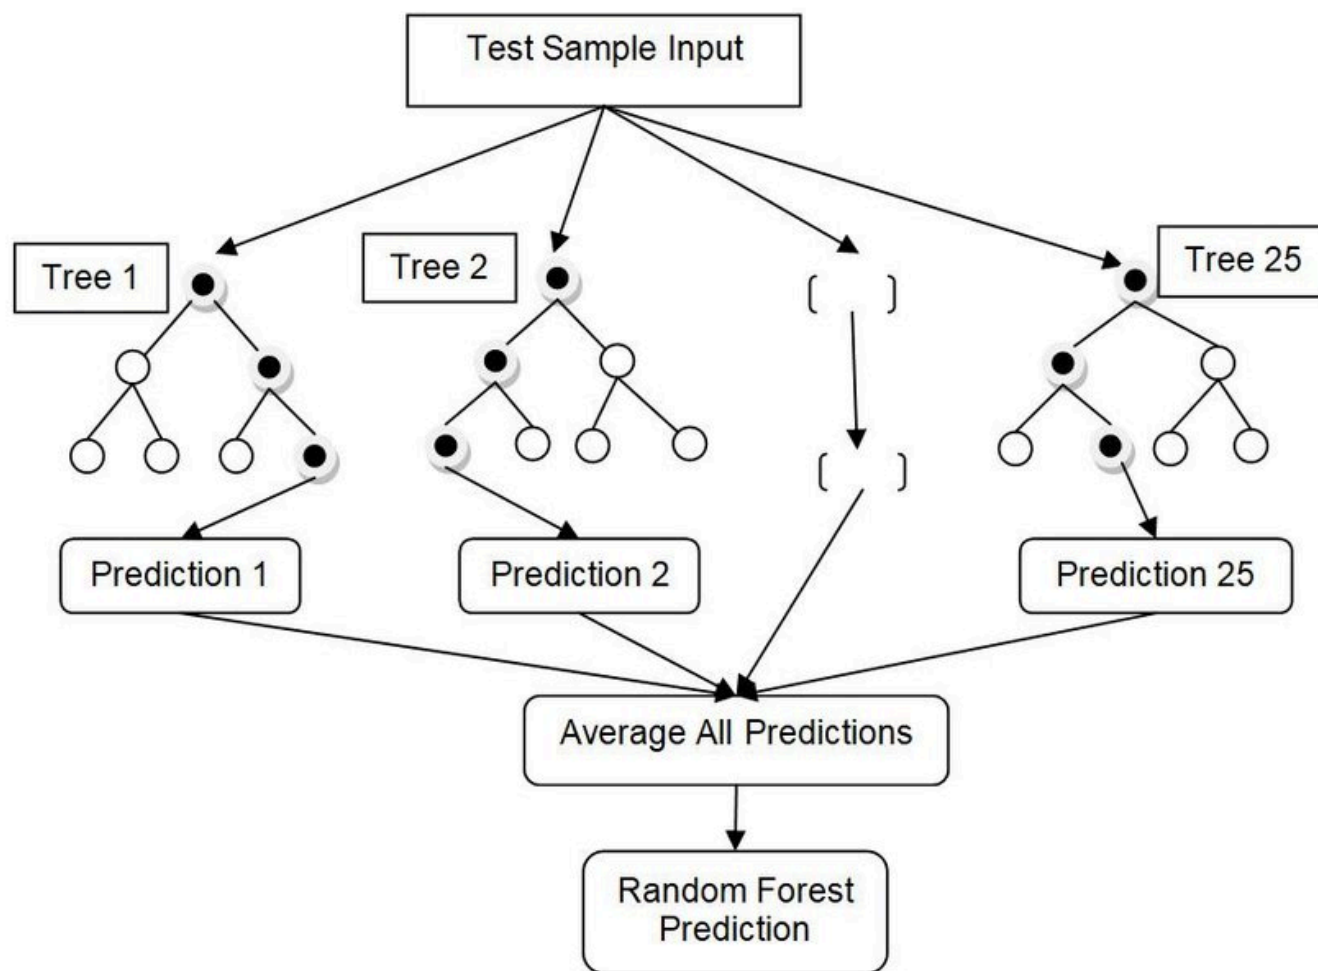 Test Sample Input
Tree 1
Tree 2
Tree 25
Prediction 1
Prediction 2
Prediction 25
Average All Predictions
Random Forest
Prediction